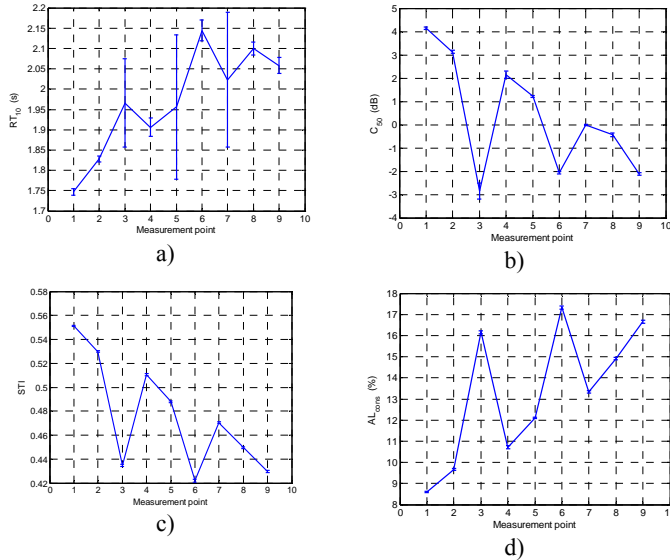 2.2
2.15
2.1
2.05
2
1.95
1.9
1.85
1.8
1.75
1.7
RT10 (s)
0 1 2 3 4 5 6 7 8 9 10
Measurement point
a)
5
4
3
2
1
0
-1
-2
-3
-4
C50 (dB)
0 1 2 3 4 5 6 7 8 9 10
Measurement point
b)
0.58
0.56
0.54
0.52
0.5
0.48
0.46
0.44
0.42
STI
0 1 2 3 4 5 6 7 8 9 10
Measurement point
c)
18
17
16
15
14
13
12
11
10
9
8
ALcons (%)
0 1 2 3 4 5 6 7 8 9 1
Measurement point
d)